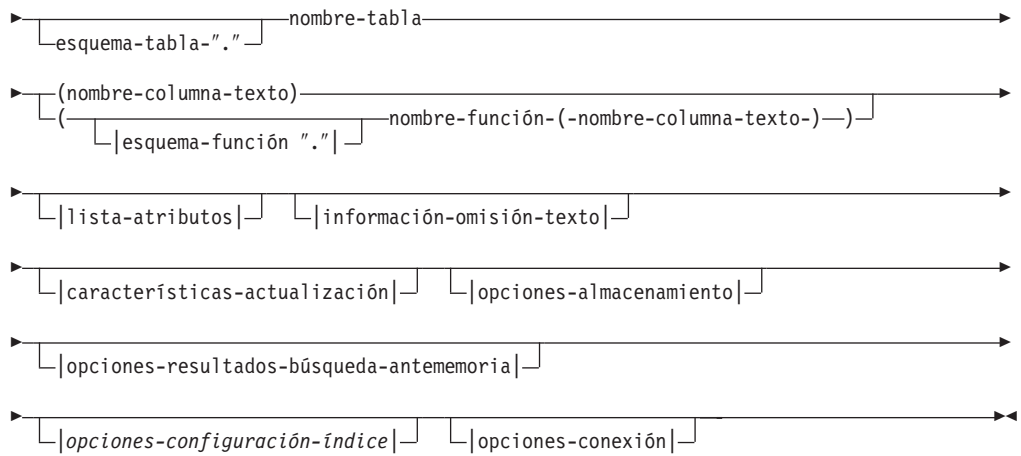 nombre-tabla
esquema-tabla-"."
(nombre-columna-texto)
( nombre-función-(-nombre-columna-texto-) )
|esquema-función "."|
|lista-atributos| |información-omisión-texto|
|características-actualización| |opciones-almacenamiento|
|opciones-resultados-búsqueda-antememoria|
|opciones-configuración-índice| |opciones-conexión|